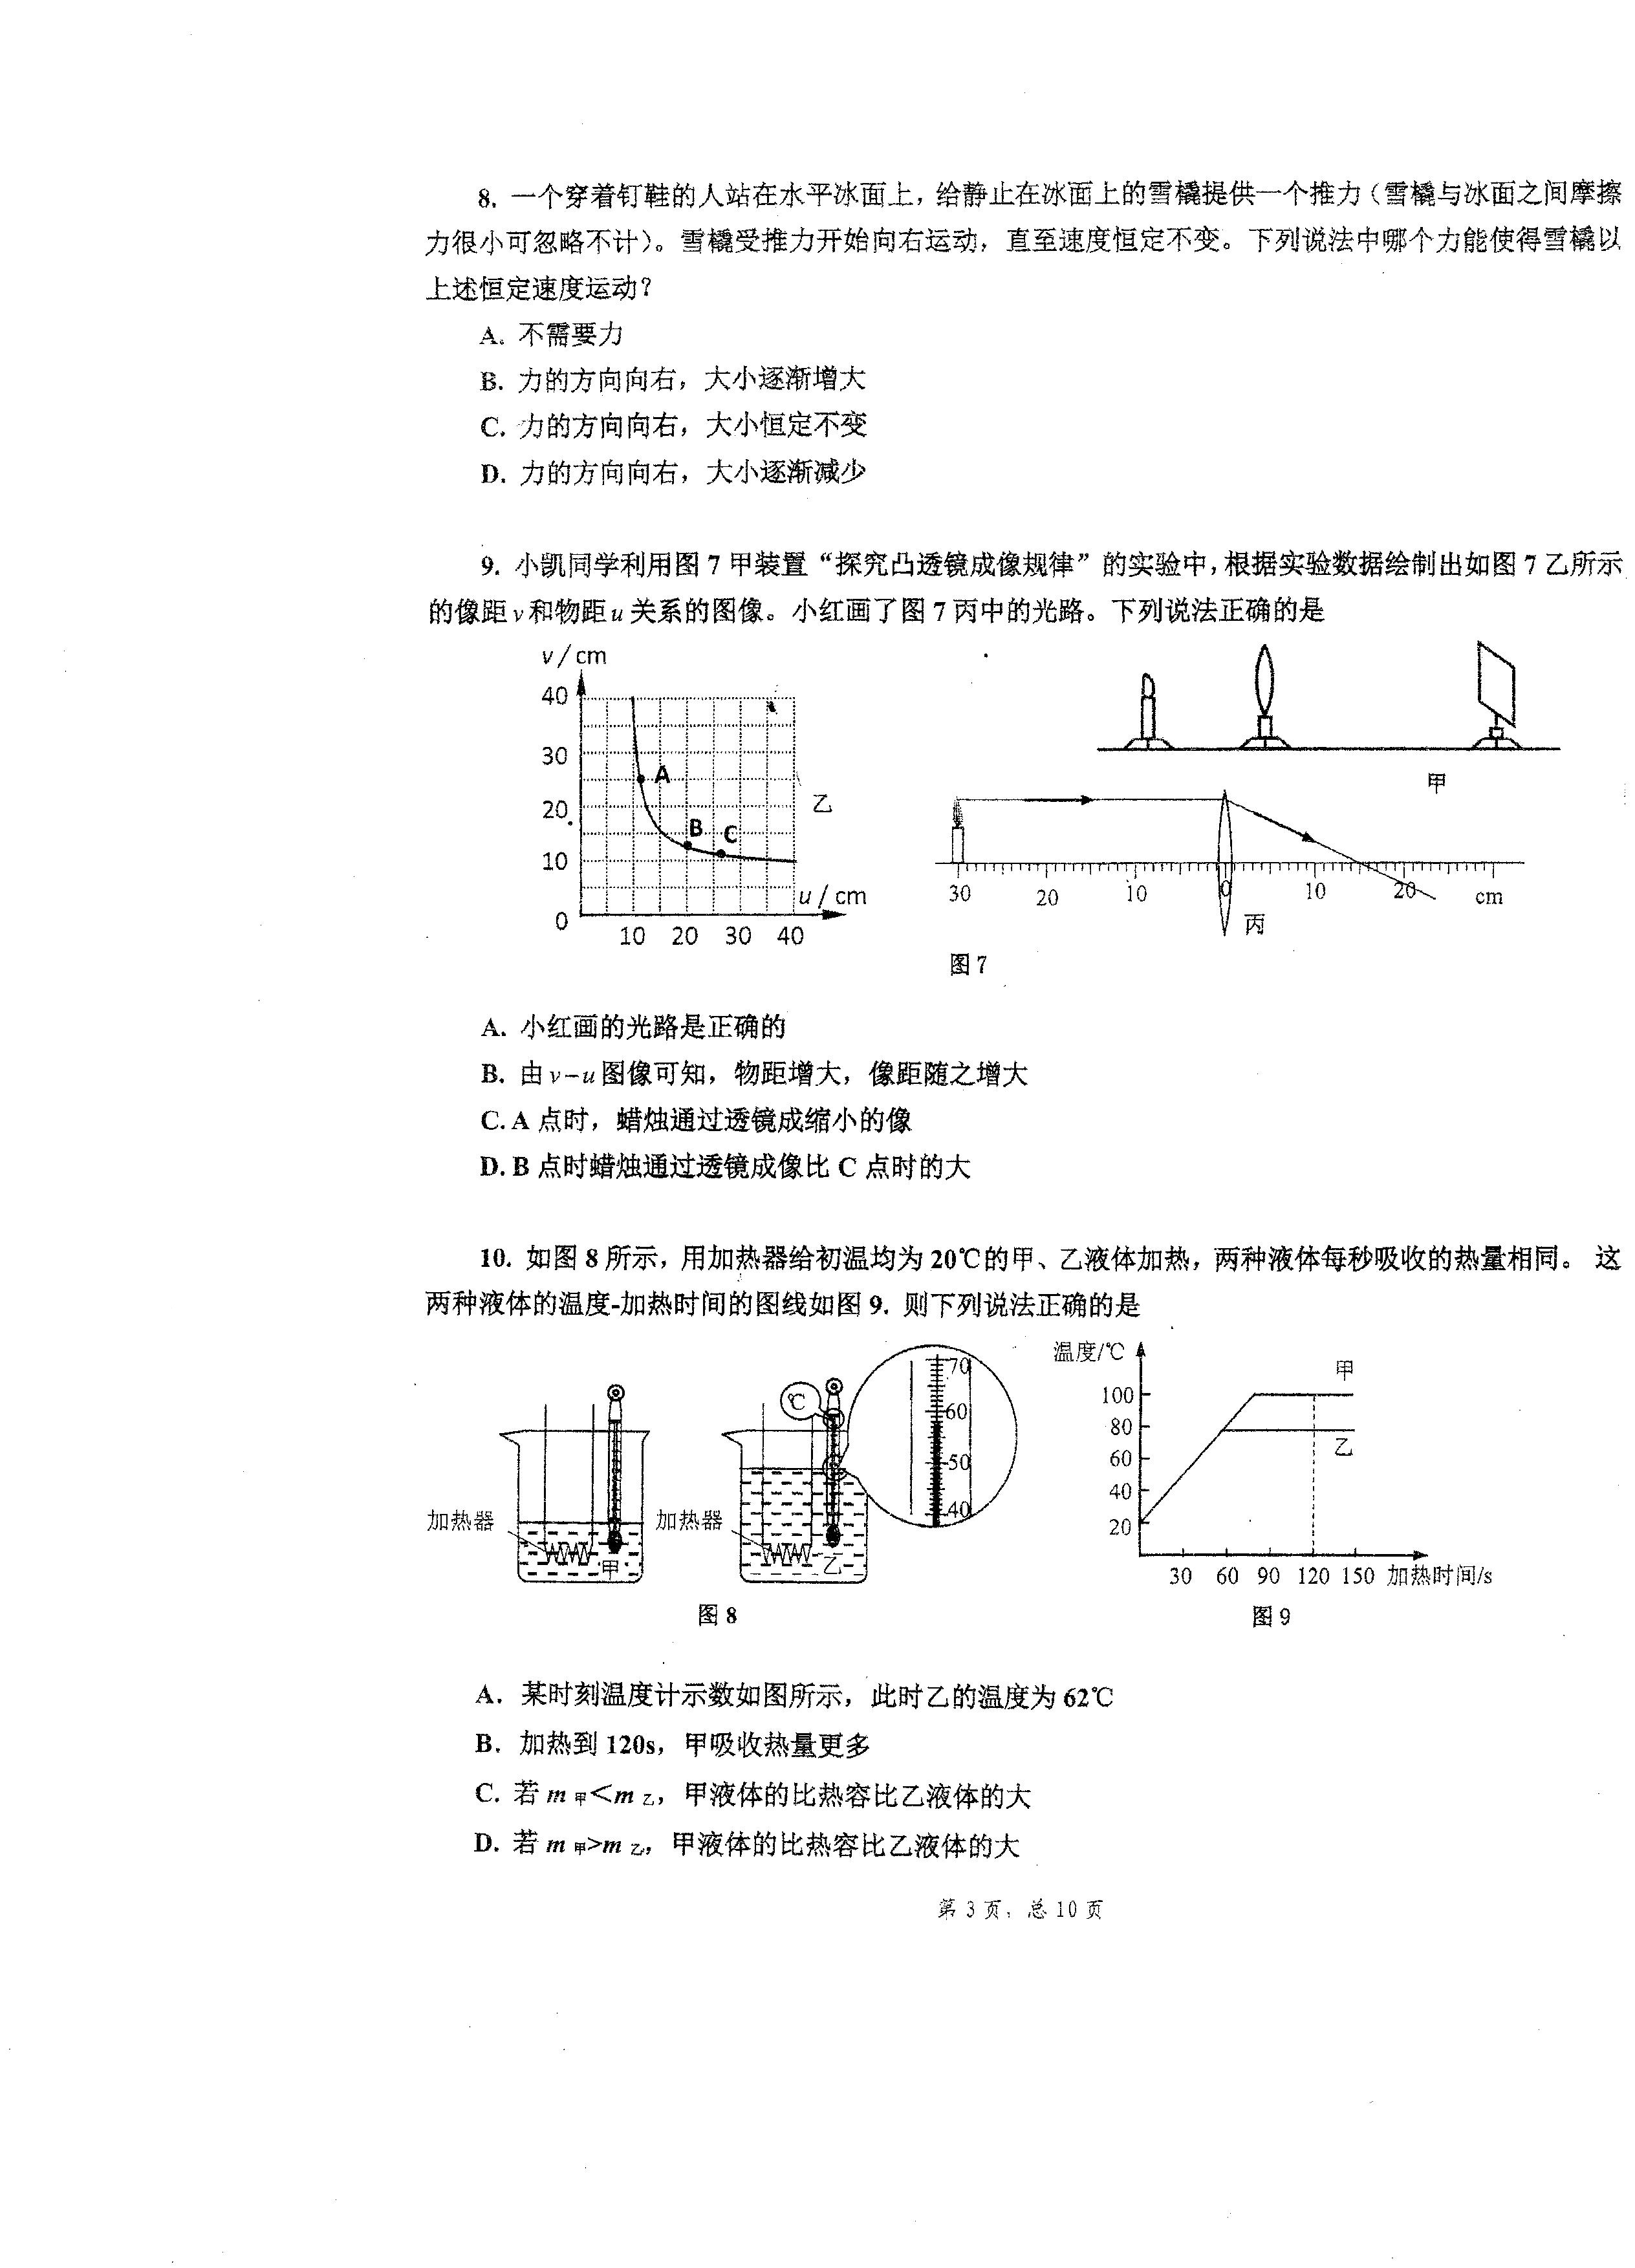 8. 一个穿着钉鞋的人站在水平冰面上，给静止在冰面上的雪橇提供一个推力（雪橇与冰面之间摩擦
力很小可忽略不计）。雪橇受推力开始向右运动，直至速度恒定不变。下列说法中哪个力能使得雪橇以
上述恒定速度运动？
A. 不需要力
B. 力的方向向右，大小逐渐增大
C. 力的方向向右，大小恒定不变
D. 力的方向向右，大小逐渐减少
9. 小凯同学利用图 7 甲装置“探究凸透镜成像规律”的实验中，根据实验数据绘制出如图 7 乙所示
的像距 v 和物距 u 关系的图像。小红画了图 7 丙中的光路。下列说法正确的是
v/cm
40
30
20
10
0
A
B
C
u/cm
10 20 30 40
乙
甲
30 20 10 0 10 20 cm
丙
图 7
A. 小红画的光路是正确的
B. 由 v-u 图像可知，物距增大，像距随之增大
C. A 点时，蜡烛通过透镜成缩小的像
D. B 点时蜡烛通过透镜成像比 C 点时的大
10. 如图 8 所示，用加热器给初温均为 20℃的甲、乙液体加热，两种液体每秒吸收的热量相同。 这
两种液体的温度-加热时间的图线如图 9. 则下列说法正确的是
加热器
甲
加热器
乙
℃
70
60
50
40
图 8
温度/℃
100
80
60
40
20
甲
乙
30 60 90 120 150 加热时间/s
图 9
A. 某时刻温度计示数如图所示，此时乙的温度为 62℃
B. 加热到 120s，甲吸收热量更多
C. 若 m 甲<m 乙，甲液体的比热容比乙液体的大
D. 若 m 甲>m 乙，甲液体的比热容比乙液体的大
第 3 页，总 10 页